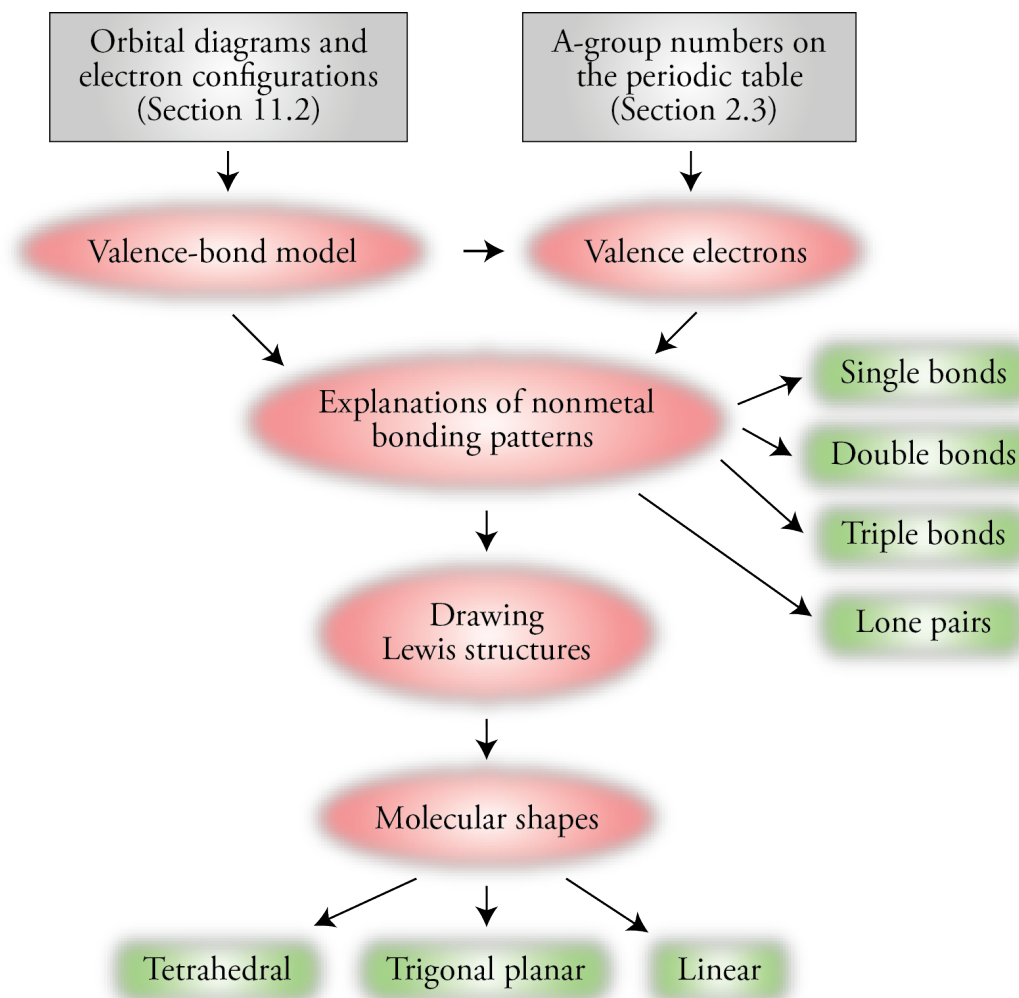 Orbital diagrams and
electron configurations
(Section 11.2)
A-group numbers on
the periodic table
(Section 2.3)
Valence-bond model
Valence electrons
Explanations of nonmetal
bonding patterns
Single bonds
Double bonds
Triple bonds
Lone pairs
Drawing
Lewis structures
Molecular shapes
Tetrahedral
Trigonal planar
Linear